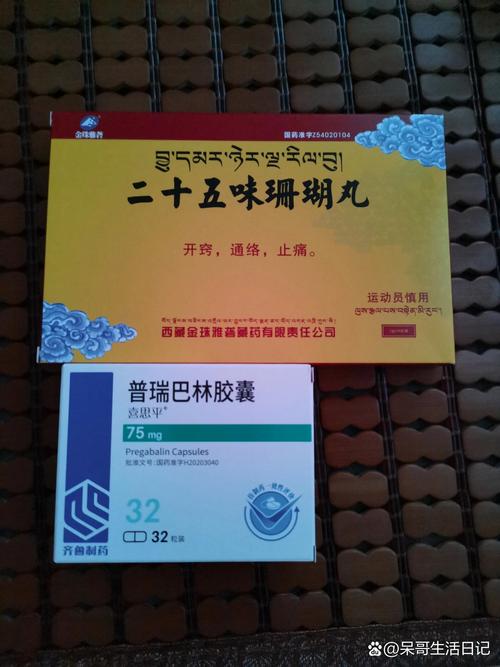 金珠雅砻
国药准字Z54020104
བྱུ་དམར་ཉེར་ལྔ་རིལ་བུ།
二十五味珊瑚丸
开窍，通络，止痛。
运动员慎用
ལུས་རྩལ་པས་བསྟེན་མི་རུང་།
西藏金珠雅砻藏药有限责任公司
普瑞巴林胶囊
喜思平®
75 mg
Pregabalin Capsules
批准文号：国药准字H20203040
32
32 粒装
齐鲁制药
@呆哥生活日记